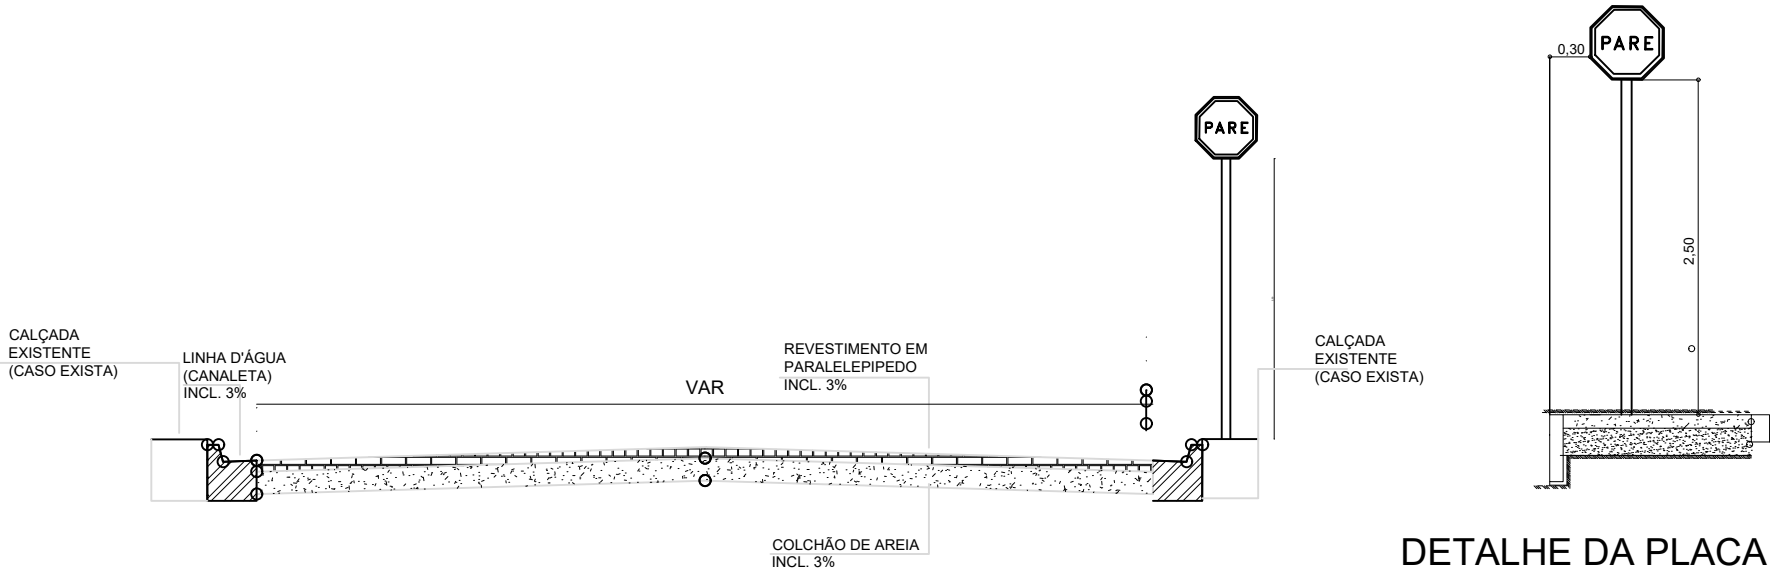 PARE
0,30
PARE
2,50
CALÇADA
EXISTENTE
(CASO EXISTA)
LINHA D'ÁGUA
(CANALETA)
INCL. 3%
VAR
REVESTIMENTO EM
PARALELEPIPEDO
INCL. 3%
CALÇADA
EXISTENTE
(CASO EXISTA)
COLCHÃO DE AREIA
INCL. 3%
DETALHE DA PLACA